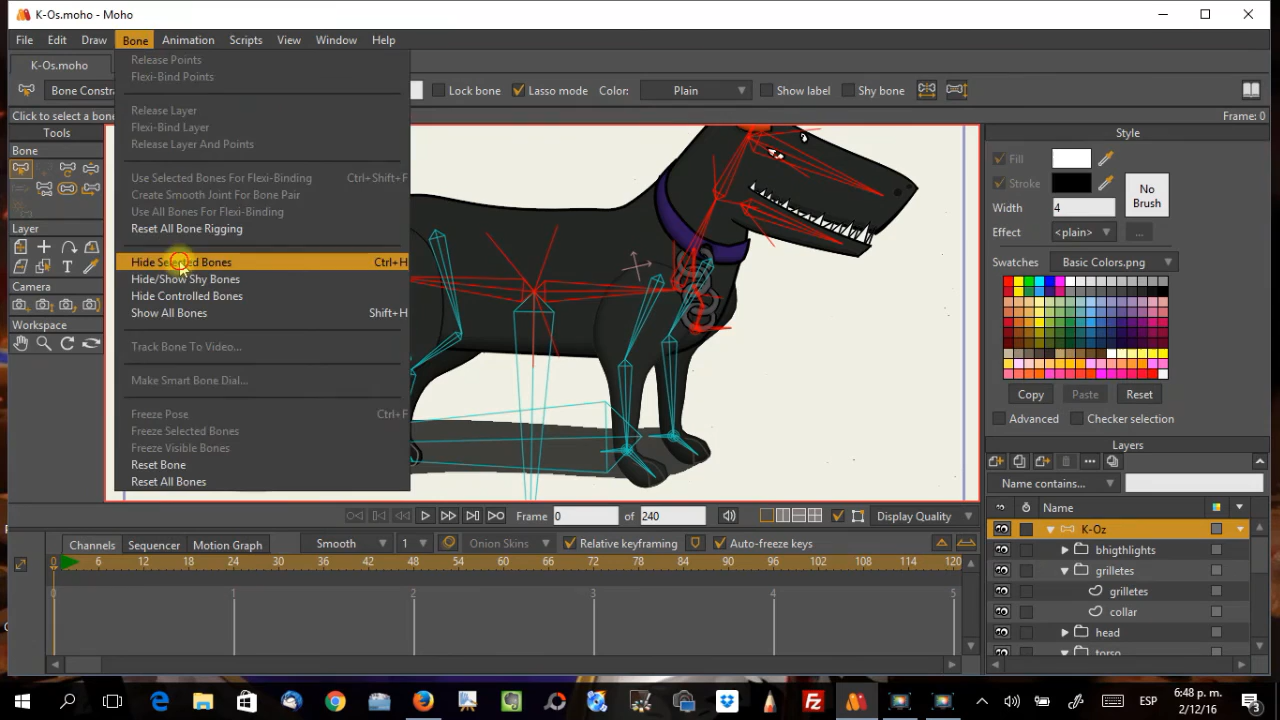 K-Os.moho - Moho
File Edit Draw Bone Animation Scripts View Window Help
K-Os.moho
Bone Constra
Lock bone Lasso mode Color: Plain Show label Shy bone
Click to select a bon
Frame: 0
Tools
Bone
Layer
Camera
Workspace
Release Points
Flexi-Bind Points
Release Layer
Flexi-Bind Layer
Release Layer And Points
Use Selected Bones For Flexi-Binding Ctrl+Shift+F
Create Smooth Joint For Bone Pair
Use All Bones For Flexi-Binding
Reset All Bone Rigging
Hide Selected Bones Ctrl+H
Hide/Show Shy Bones
Hide Controlled Bones
Show All Bones Shift+H
Track Bone To Video...
Make Smart Bone Dial...
Freeze Pose Ctrl+F
Freeze Selected Bones
Freeze Visible Bones
Reset Bone
Reset All Bones
Style
Fill
Stroke
No
Brush
Width 4
Effect <plain> ...
Swatches Basic Colors.png
Copy Paste Reset
Advanced Checker selection
Layers
Name contains...
Name
K-Oz
bhigthlights
grilletes
grilletes
collar
head
torso
Frame 0 of 240 Display Quality
Channels Sequencer Motion Graph Smooth 1 Onion Skins Relative keyframing Auto-freeze keys
0 6 12 18 24 30 36 42 48 54 60 66 72 78 84 90 96 102 108 114 120
0 1 2 3 4 5
ESP
6:48 p. m.
2/12/16
3